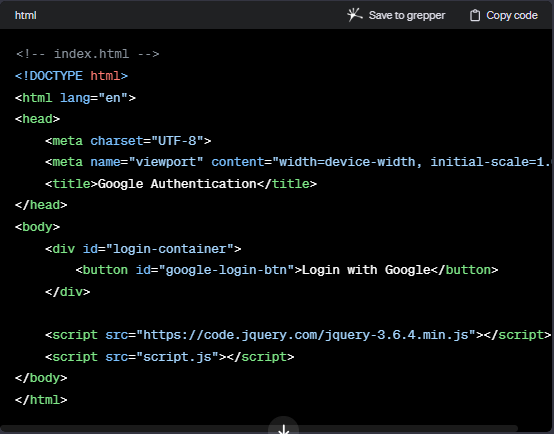 html Save to grepper Copy code
<!-- index.html -->
<!DOCTYPE html>
<html lang="en">
<head>
    <meta charset="UTF-8">
    <meta name="viewport" content="width=device-width, initial-scale=1.
    <title>Google Authentication</title>
</head>
<body>
    <div id="login-container">
        <button id="google-login-btn">Login with Google</button>
    </div>

    <script src="https://code.jquery.com/jquery-3.6.4.min.js"></script>
    <script src="script.js"></script>
</body>
</html>